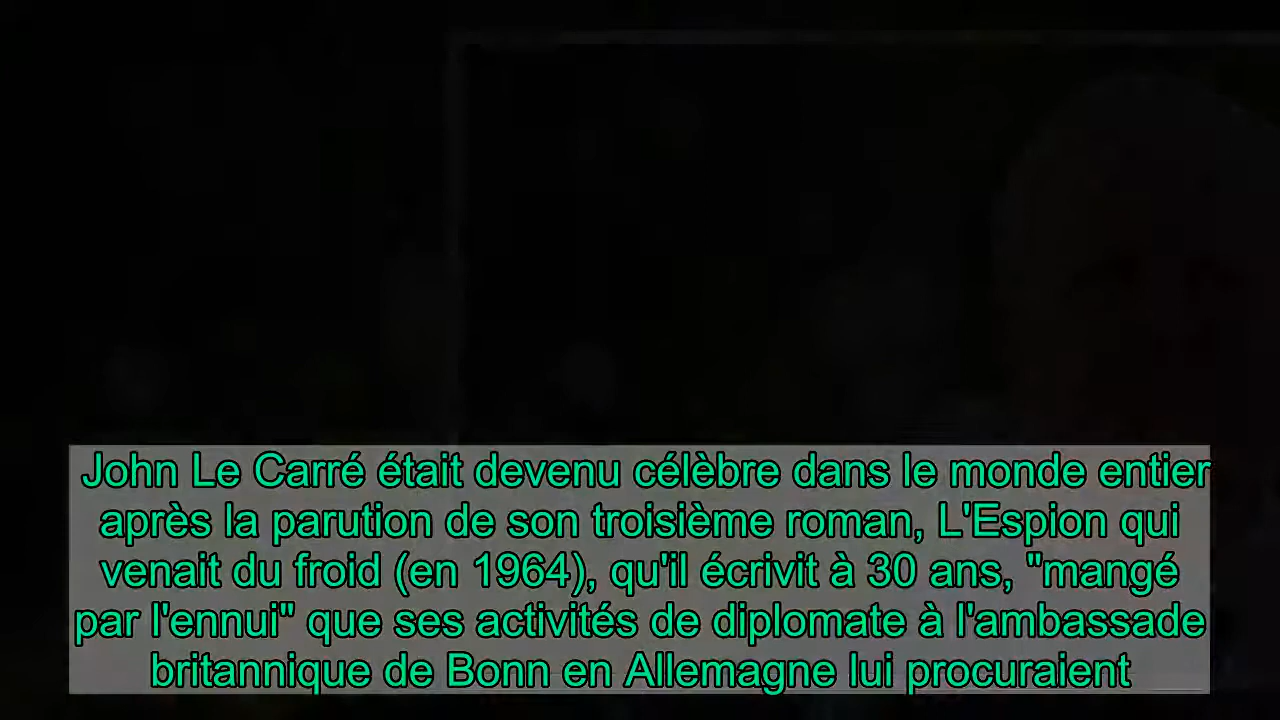 John Le Carré était devenu célèbre dans le monde entier
après la parution de son troisième roman, L'Espion qui
venait du froid (en 1964), qu'il écrivit à 30 ans, "mangé
par l'ennui" que ses activités de diplomate à l'ambassade
britannique de Bonn en Allemagne lui procuraient